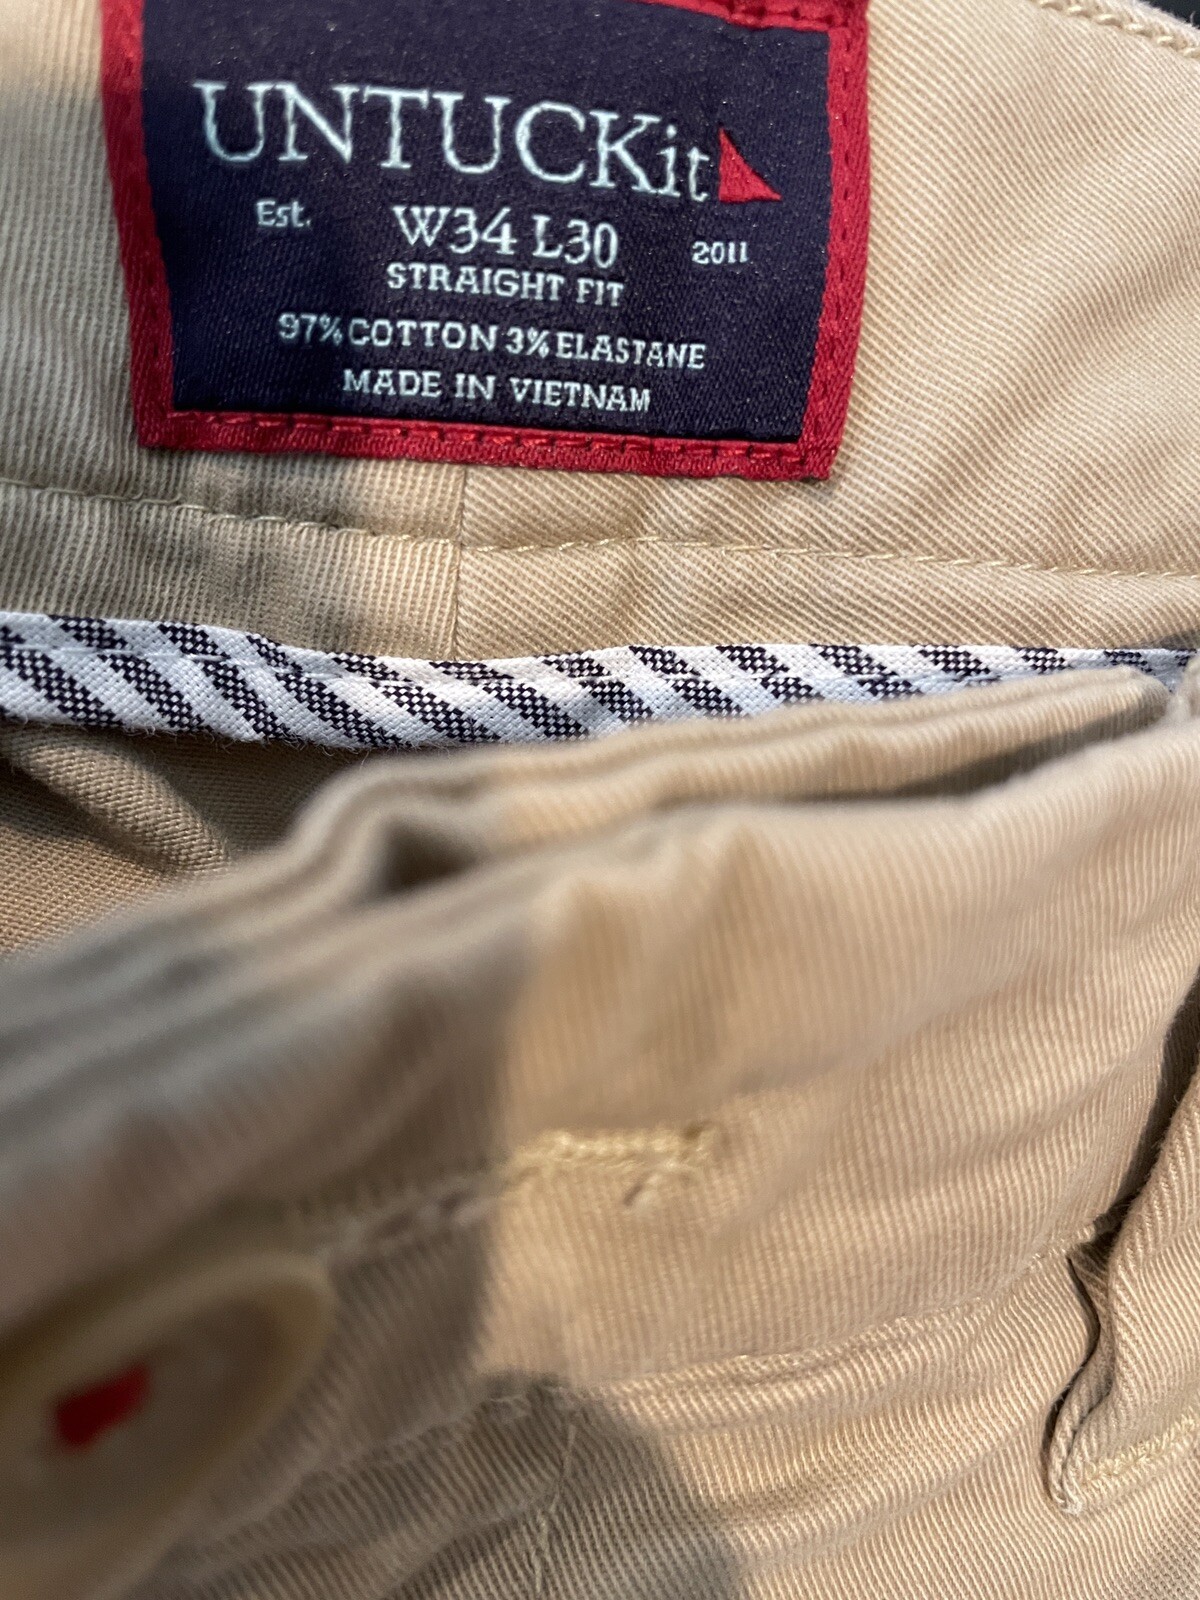 UNTUCKit
Est. W34 L30 2011
STRAIGHT FIT
97% COTTON 3% ELASTANE
MADE IN VIETNAM